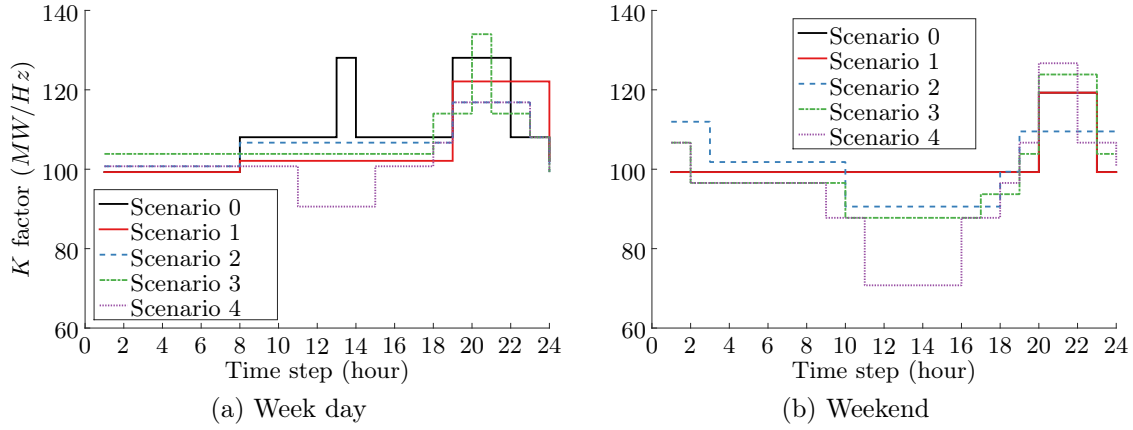 140
120
100
80
60
K factor (MW/Hz)
Scenario 0
Scenario 1
Scenario 2
Scenario 3
Scenario 4
0 2 4 6 8 10 12 14 16 18 20 22 24
Time step (hour)
(a) Week day
140
120
100
80
60
Scenario 0
Scenario 1
Scenario 2
Scenario 3
Scenario 4
0 2 4 6 8 10 12 14 16 18 20 22 24
Time step (hour)
(b) Weekend